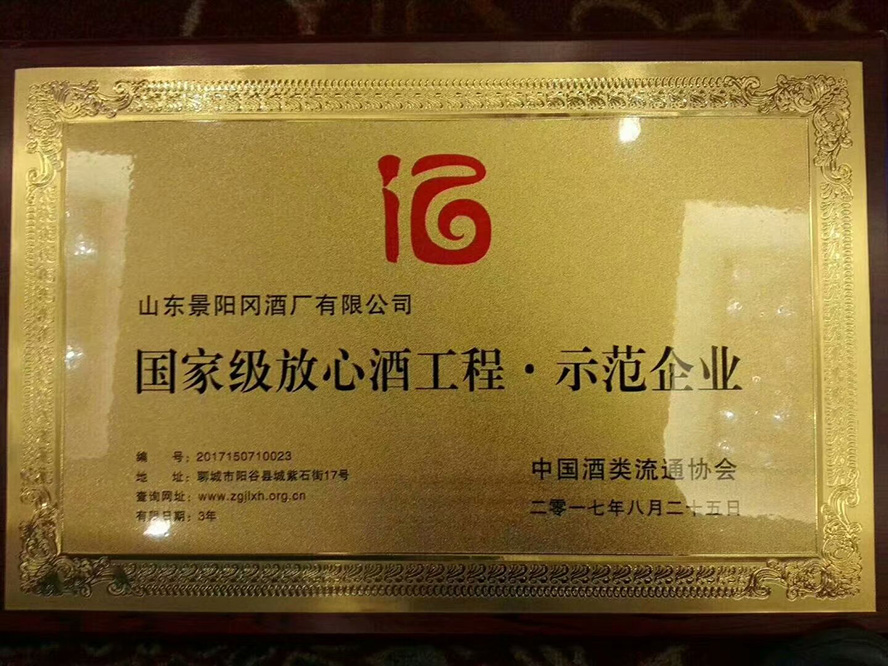 山东景阳冈酒厂有限公司
国家级放心酒工程·示范企业
编 号：2017150710023
地 址：聊城市阳谷县城紫石街17号
查询网址：www.zgjlxh.org.cn
有限日期：3年
中国酒类流通协会
二零一七年八月二十五日